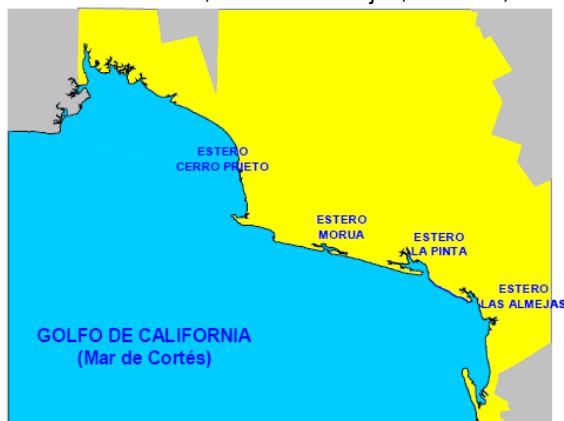 ESTERO
CERRO PRIETO
ESTERO
MORUA
ESTERO
LA PINTA
ESTERO
LAS ALMEJAS
GOLFO DE CALIFORNIA
(Mar de Cortés)